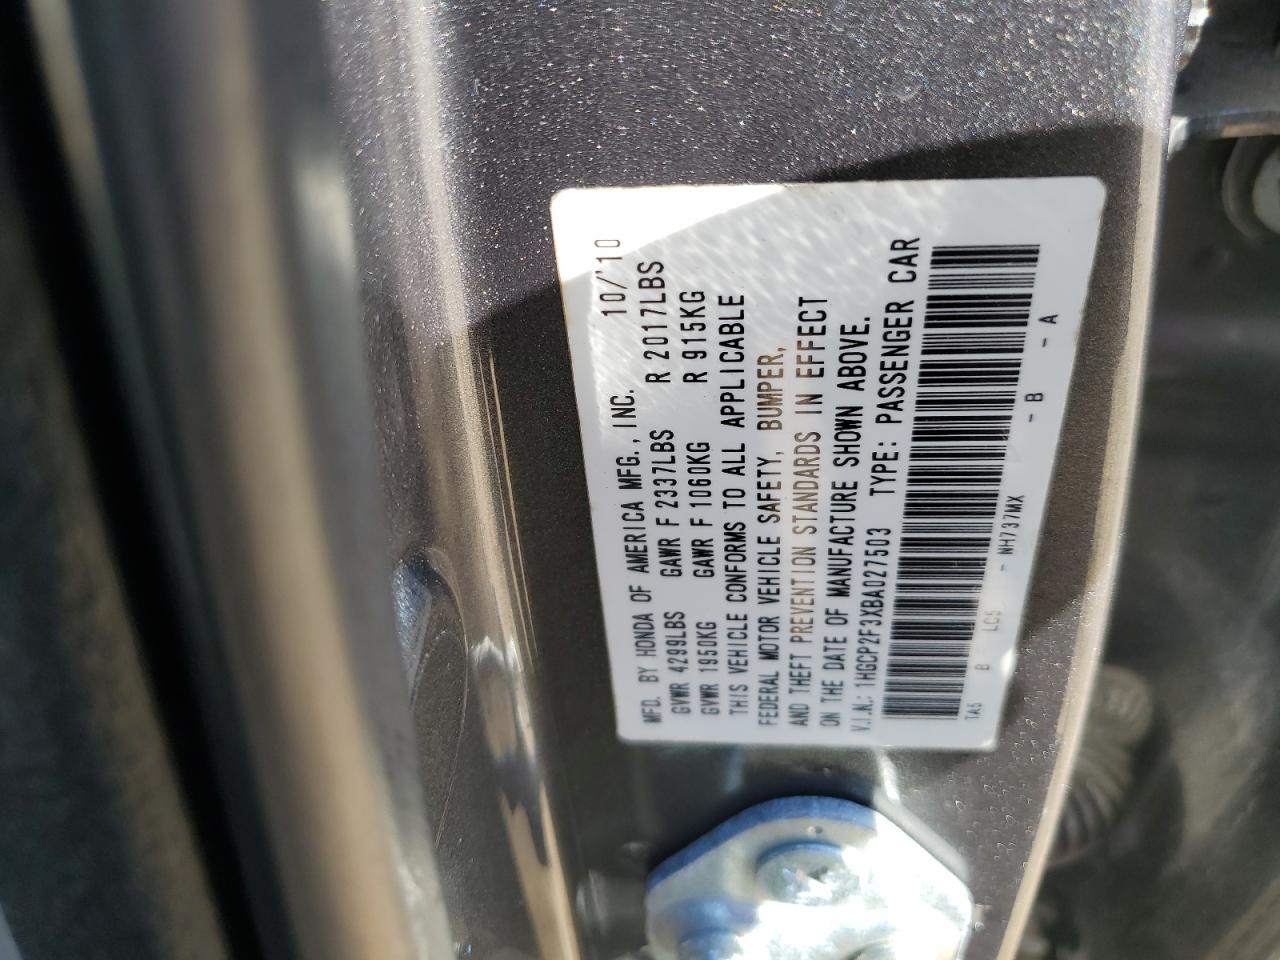 MFD. BY HONDA OF AMERICA MFG., INC. 10/'10
GVWR 4299LBS GAWR F 2337LBS R 2017LBS
GVWR 1950KG GAWR F 1060KG R 915KG
THIS VEHICLE CONFORMS TO ALL APPLICABLE
FEDERAL MOTOR VEHICLE SAFETY, BUMPER,
AND THEFT PREVENTION STANDARDS IN EFFECT
ON THE DATE OF MANUFACTURE SHOWN ABOVE.
V.I.N.: 1HGCP2F3XBA027503 TYPE: PASSENGER CAR
TA5 B LC5 - NH737MX - B - A